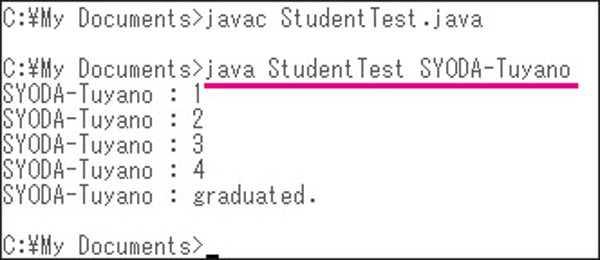 C:¥My Documents>javac StudentTest.java
C:¥My Documents>java StudentTest SYODA-Tuyano
SYODA-Tuyano : 1
SYODA-Tuyano : 2
SYODA-Tuyano : 3
SYODA-Tuyano : 4
SYODA-Tuyano : graduated.
C:¥My Documents>_